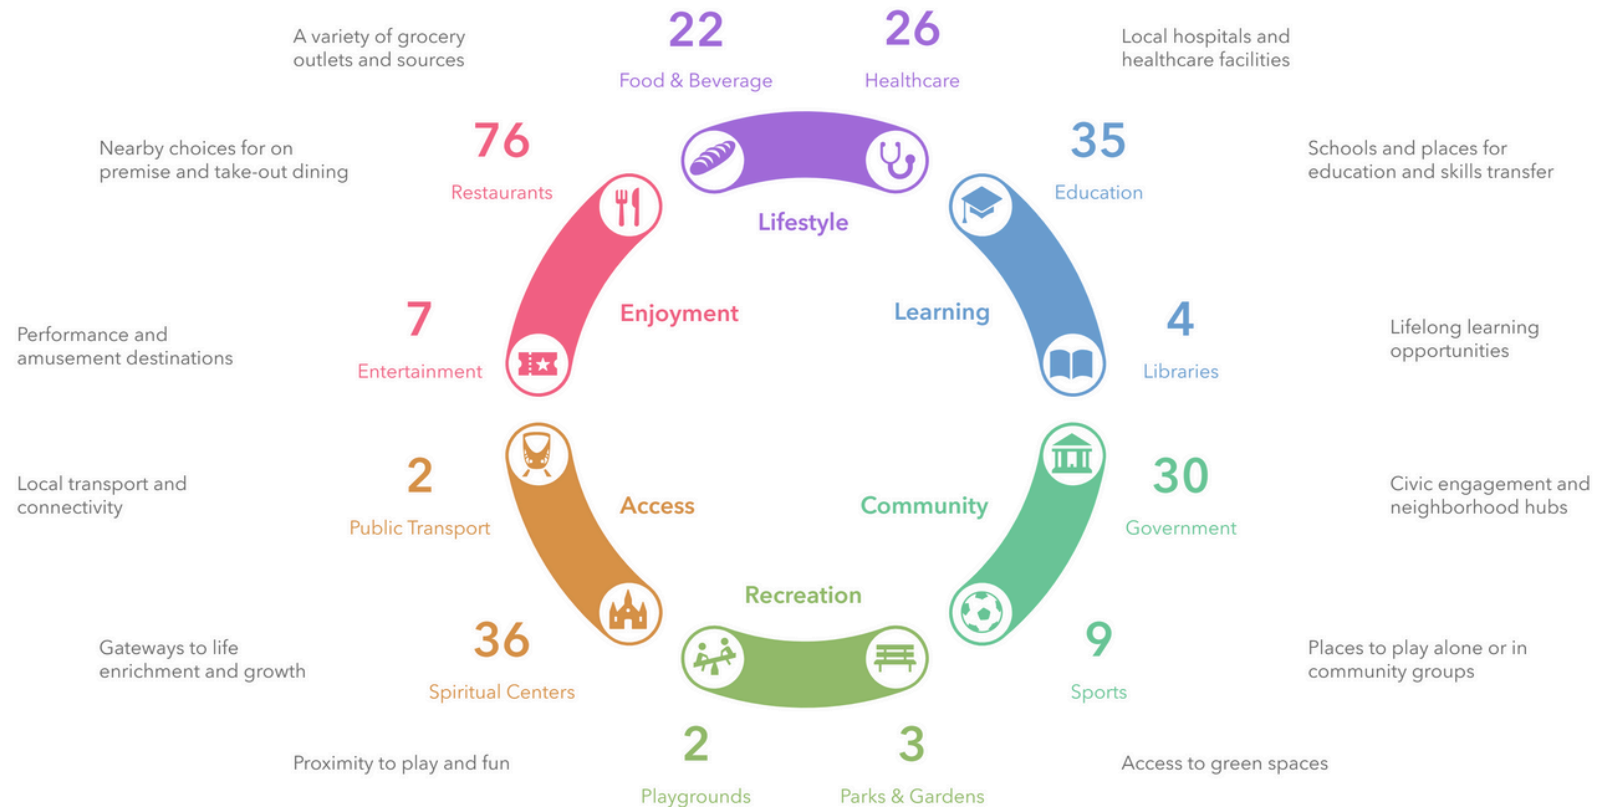 22
26
A variety of grocery
outlets and sources
Food & Beverage
Healthcare
Local hospitals and
healthcare facilities
76
35
Nearby choices for on
premise and take-out dining
Restaurants
Education
Schools and places for
education and skills transfer
Lifestyle
Enjoyment
Learning
7
4
Performance and
amusement destinations
Entertainment
Libraries
Lifelong learning
opportunities
2
30
Local transport and
connectivity
Public Transport
Access
Community
Government
Civic engagement and
neighborhood hubs
Recreation
36
9
Gateways to life
enrichment and growth
Spiritual Centers
Sports
Places to play alone or in
community groups
2
3
Proximity to play and fun
Playgrounds
Parks & Gardens
Access to green spaces